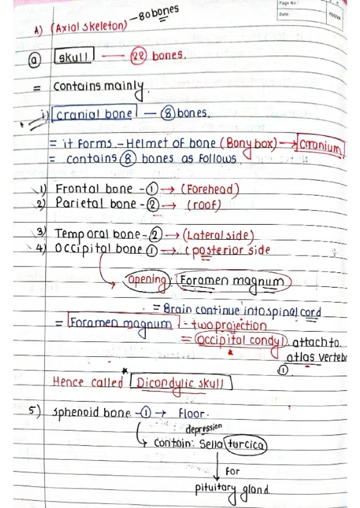 Page No.
Date
A) (Axial skeleton) - 80 bones
ⓐ skull — 22 bones.
= contains mainly.
i) cranial bone — ⑧ bones.
= it forms - Helmet of bone (Bony box) → cranium
= contains ⑧ bones as follows.
1) Frontal bone - ① → (Forehead)
2) Parietal bone - ② → (roof)
3) Temporal bone - ② → (Lateral side)
4) occipital bone ① → (posterior side
opening: Foramen magnum
= Brain continue into spinal cord
= Foramen magnum - two projection
= occipital condyl attach to.
atlas verteb
①
Hence called Dicondylic skull
5) sphenoid bone - ① → Floor.
depression
contain: Sella turcica
For
pituitary gland